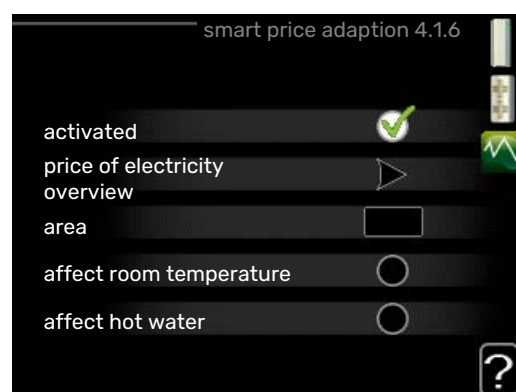 smart price adaption 4.1.6
activated
price of electricity
overview
area
affect room temperature
affect hot water
?